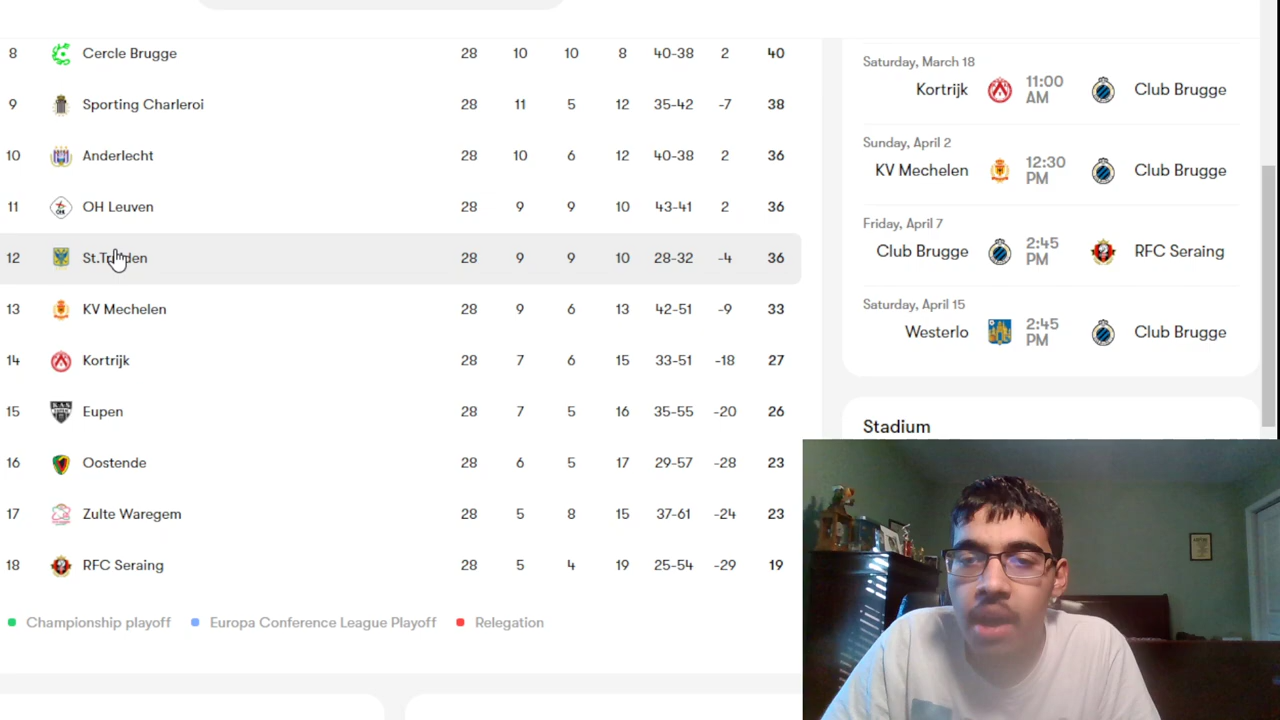 8 Cercle Brugge 28 10 10 8 40-38 2 40
9 Sporting Charleroi 28 11 5 12 35-42 -7 38
10 Anderlecht 28 10 6 12 40-38 2 36
11 OH Leuven 28 9 9 10 43-41 2 36
12 St.Truiden 28 9 9 10 28-32 -4 36
13 KV Mechelen 28 9 6 13 42-51 -9 33
14 Kortrijk 28 7 6 15 33-51 -18 27
15 Eupen 28 7 5 16 35-55 -20 26
16 Oostende 28 6 5 17 29-57 -28 23
17 Zulte Waregem 28 5 8 15 37-61 -24 23
18 RFC Seraing 28 5 4 19 25-54 -29 19
Championship playoff Europa Conference League Playoff Relegation
Saturday, March 18
Kortrijk 11:00 AM Club Brugge
Sunday, April 2
KV Mechelen 12:30 PM Club Brugge
Friday, April 7
Club Brugge 2:45 PM RFC Seraing
Saturday, April 15
Westerlo 2:45 PM Club Brugge
Stadium